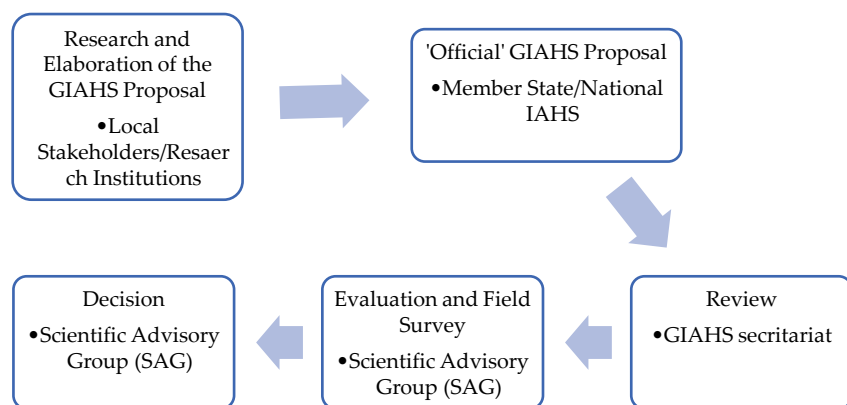 Research and
Elaboration of the
GIAHS Proposal
•Local
Stakeholders/Resaer
ch Institutions
'Official' GIAHS Proposal
•Member State/National
IAHS
Review
•GIAHS secritariat
Evaluation and Field
Survey
•Scientific Advisory
Group (SAG)
Decision
•Scientific Advisory
Group (SAG)